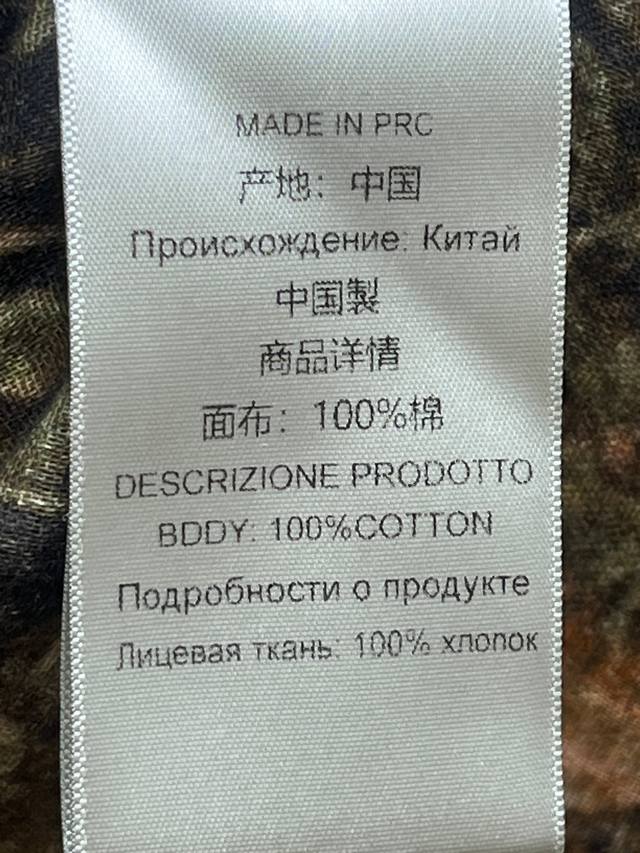 MADE IN PRC
产地：中国
Происхождение: Китай
中国製
商品详情
面布：100%棉
DESCRIZIONE PRODOTTO
BDDY: 100%COTTON
Подробности о продукте
Лицевая ткань: 100% хлопок